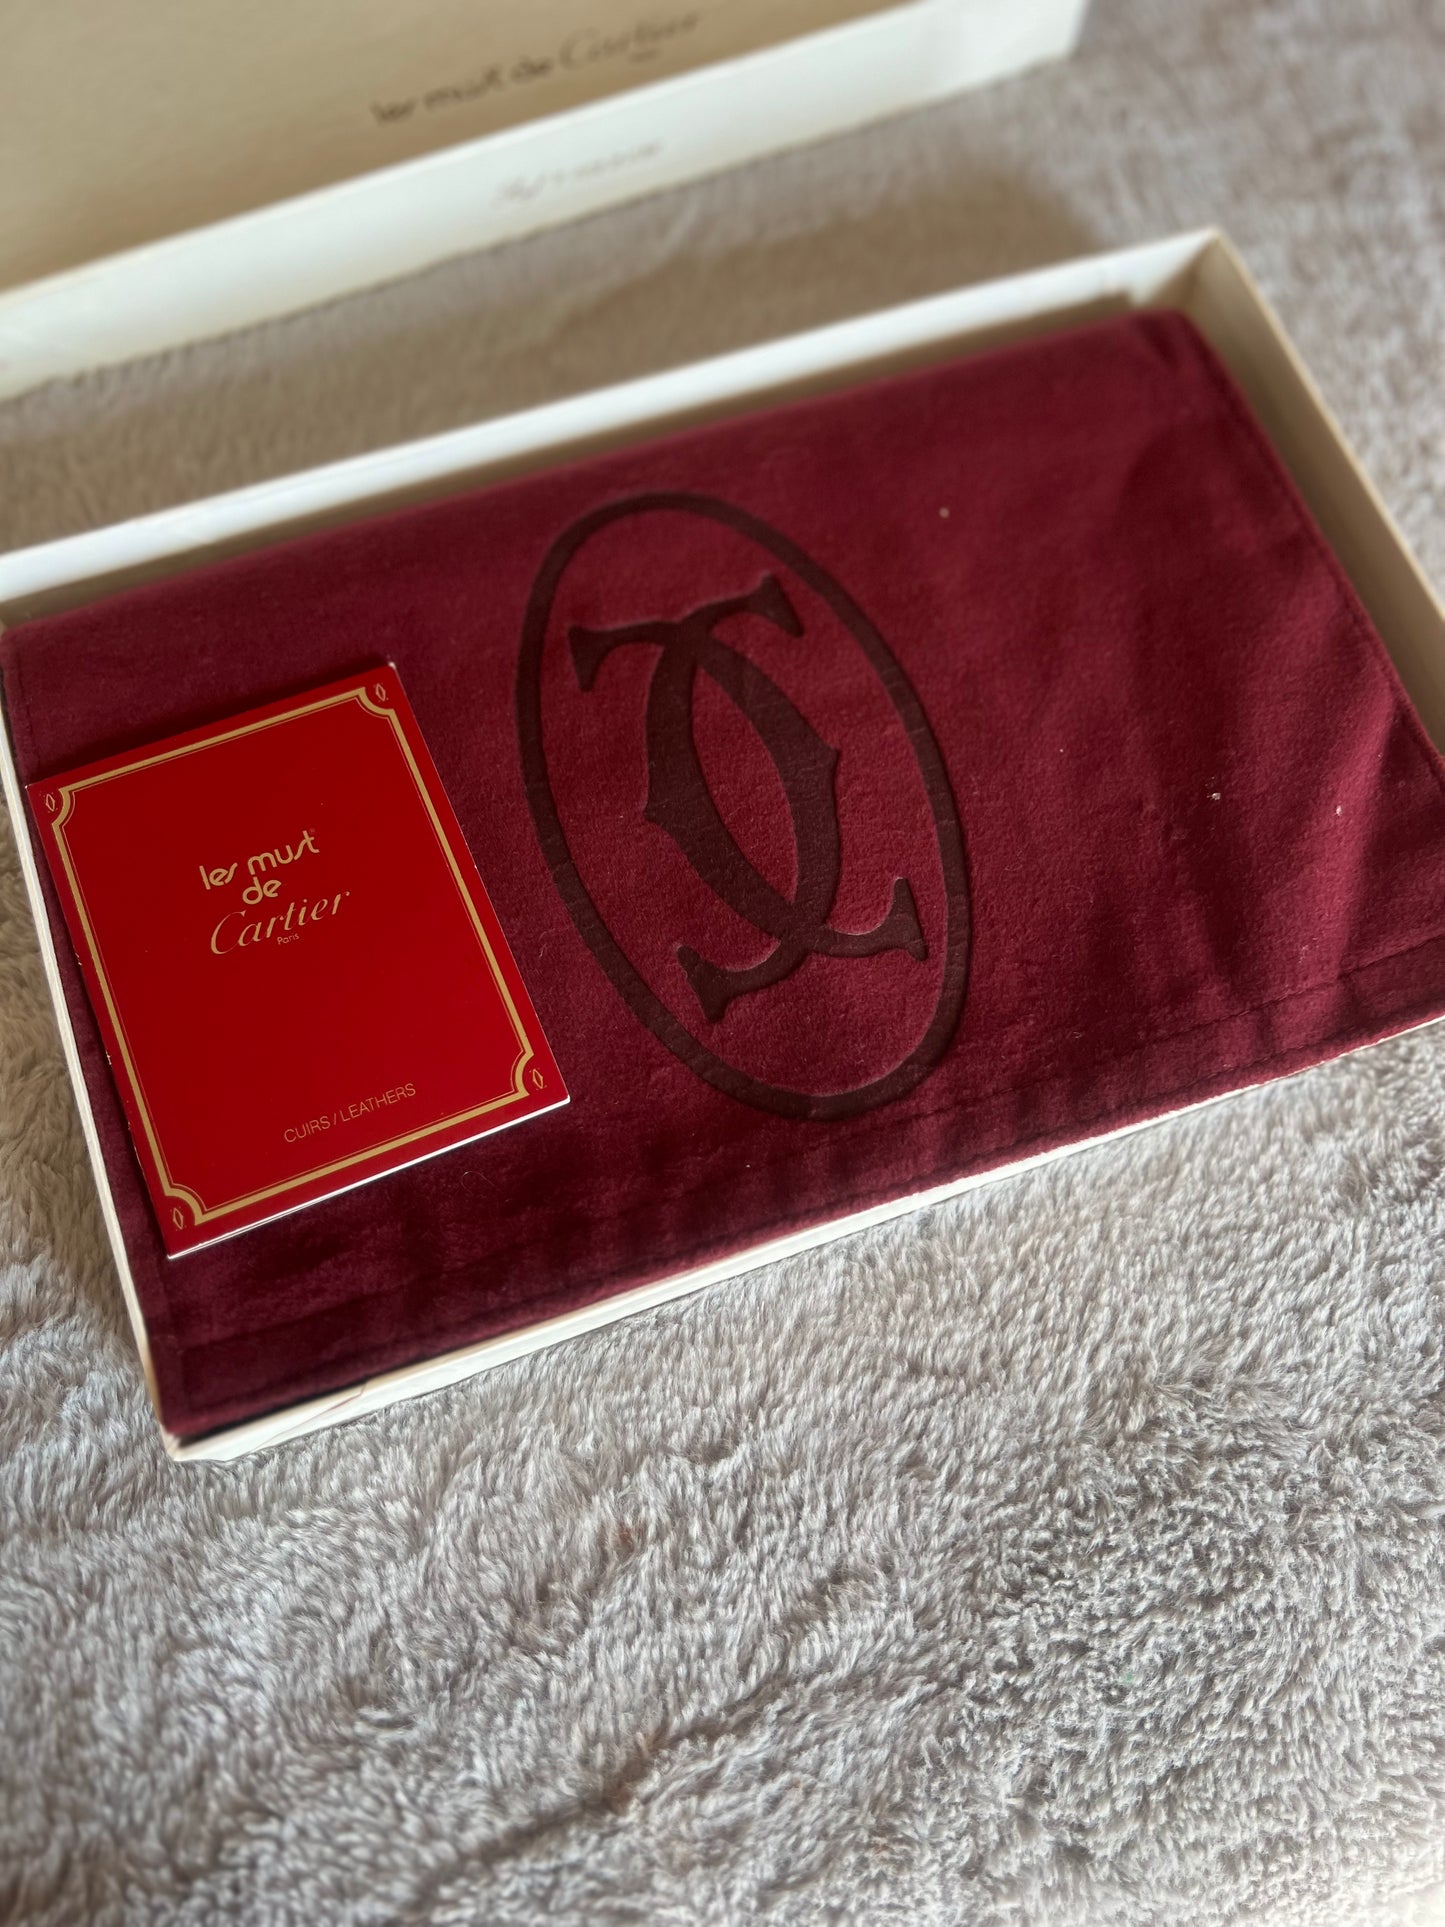 les must de Cartier
les must®
de
Cartier
Paris
CUIRS / LEATHERS